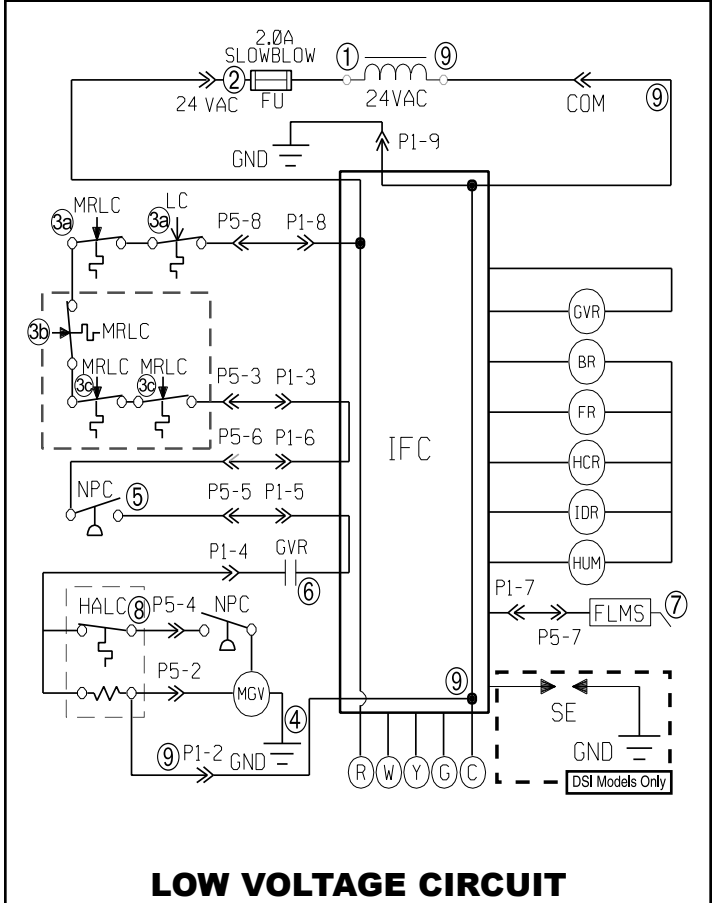 2.0A
SLOWBLOW
1
9
2
24 VAC
FU
24VAC
COM
9
GND
P1-9
3a
MRLC
3a
LC
P5-8
P1-8
3b
MRLC
MRLC
MRLC
3c
3c
P5-3
P1-3
P5-6
P1-6
NPC
5
P5-5
P1-5
P1-4
GVR
6
HALC
8
P5-4
NPC
P5-2
MGV
4
9
P1-2
GND
IFC
GVR
BR
FR
HCR
IDR
HUM
P1-7
P5-7
FLMS
7
9
SE
GND
DSI Models Only
R W Y G C
LOW VOLTAGE CIRCUIT